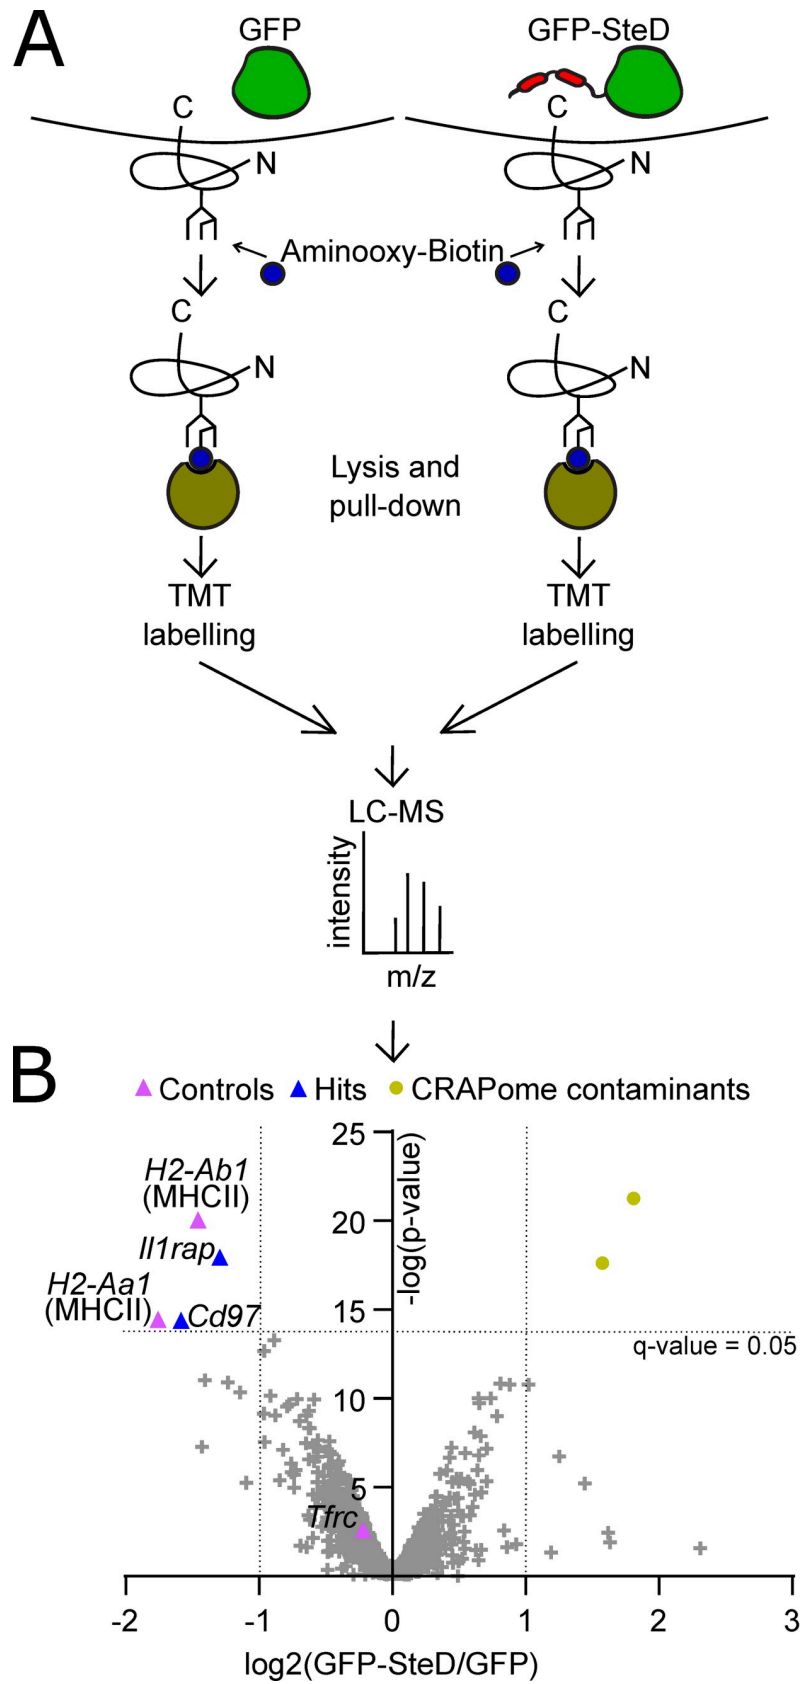 A
GFP
GFP-SteD
C
C
N
N
Aminooxy-Biotin
C
C
N
N
Lysis and
pull-down
TMT
labelling
TMT
labelling
LC-MS
intensity
m/z
B
Controls
Hits
CRAPome contaminants
25
20
15
10
5
-log(p-value)
H2-Ab1
(MHCII)
Il1rap
H2-Aa1
(MHCII)
Cd97
q-value = 0.05
Tfrc
-2
-1
0
1
2
3
log2(GFP-SteD/GFP)